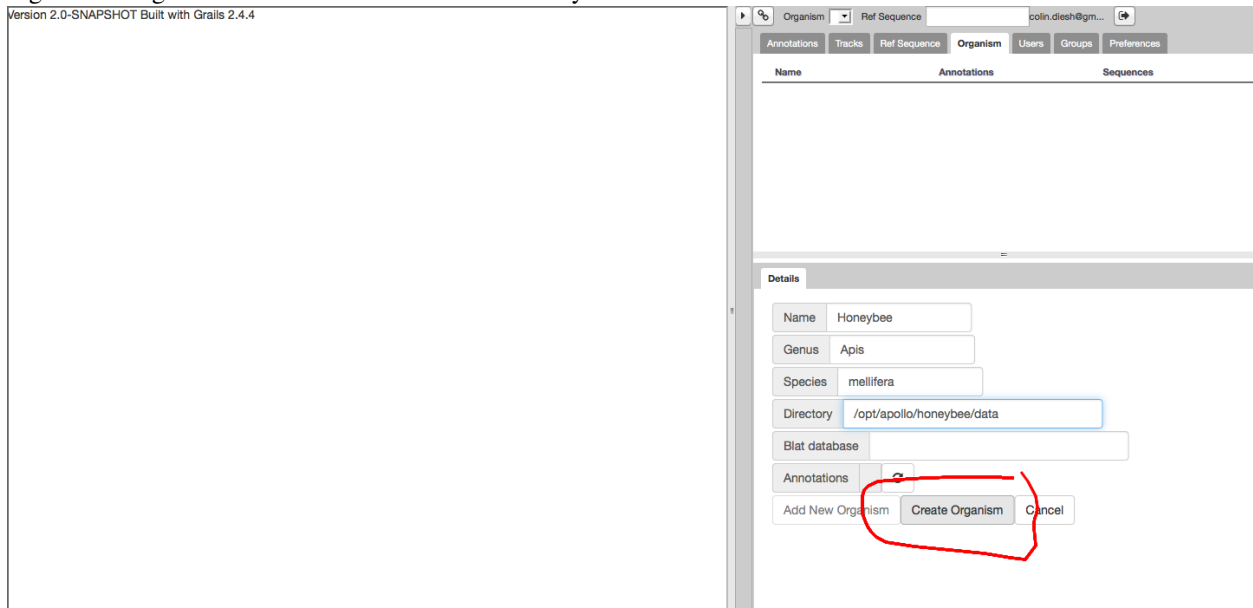 Version 2.0-SNAPSHOT Built with Grails 2.4.4
Organism Ref Sequence colin.diesh@gm...
Annotations Tracks Ref Sequence Organism Users Groups Preferences
Name Annotations Sequences
Details
Name Honeybee
Genus Apis
Species mellifera
Directory /opt/apollo/honeybee/data
Blat database
Annotations
Add New Organism Create Organism Cancel